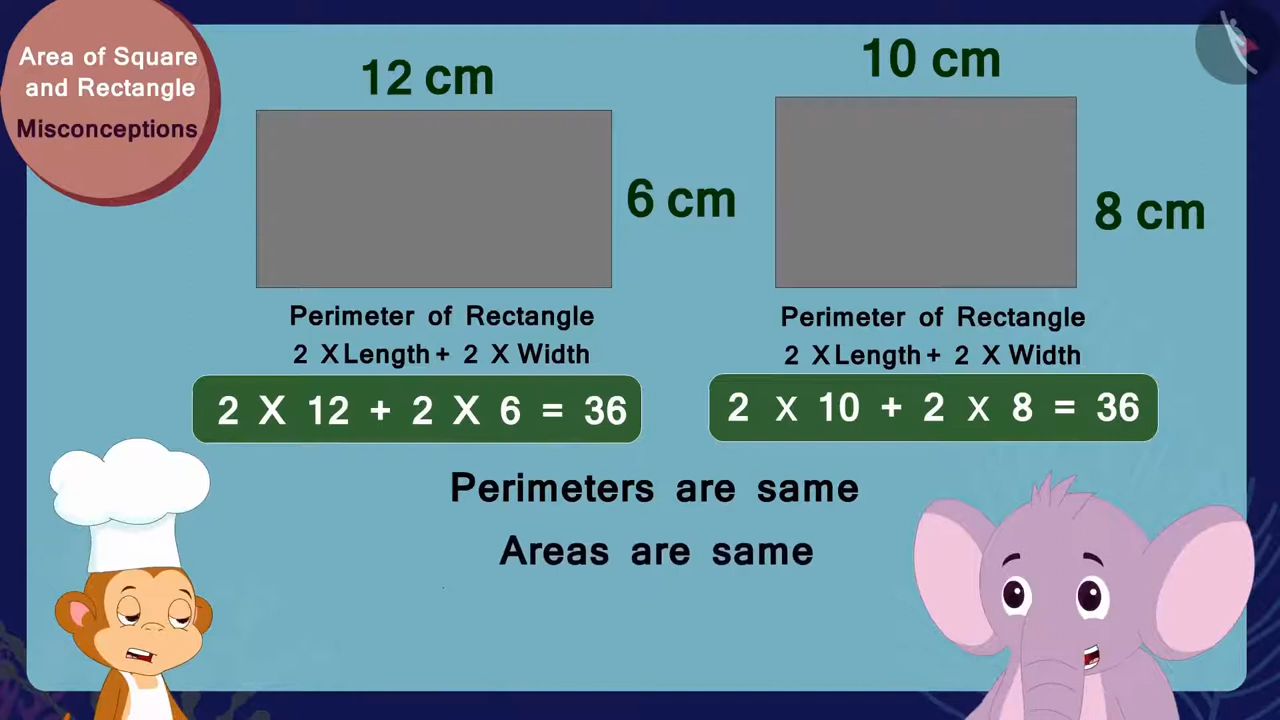 Area of Square
and Rectangle
Misconceptions
12 cm
6 cm
10 cm
8 cm
Perimeter of Rectangle
2 X Length + 2 X Width
2 X 12 + 2 X 6 = 36
Perimeter of Rectangle
2 X Length + 2 X Width
2 x 10 + 2 x 8 = 36
Perimeters are same
Areas are same